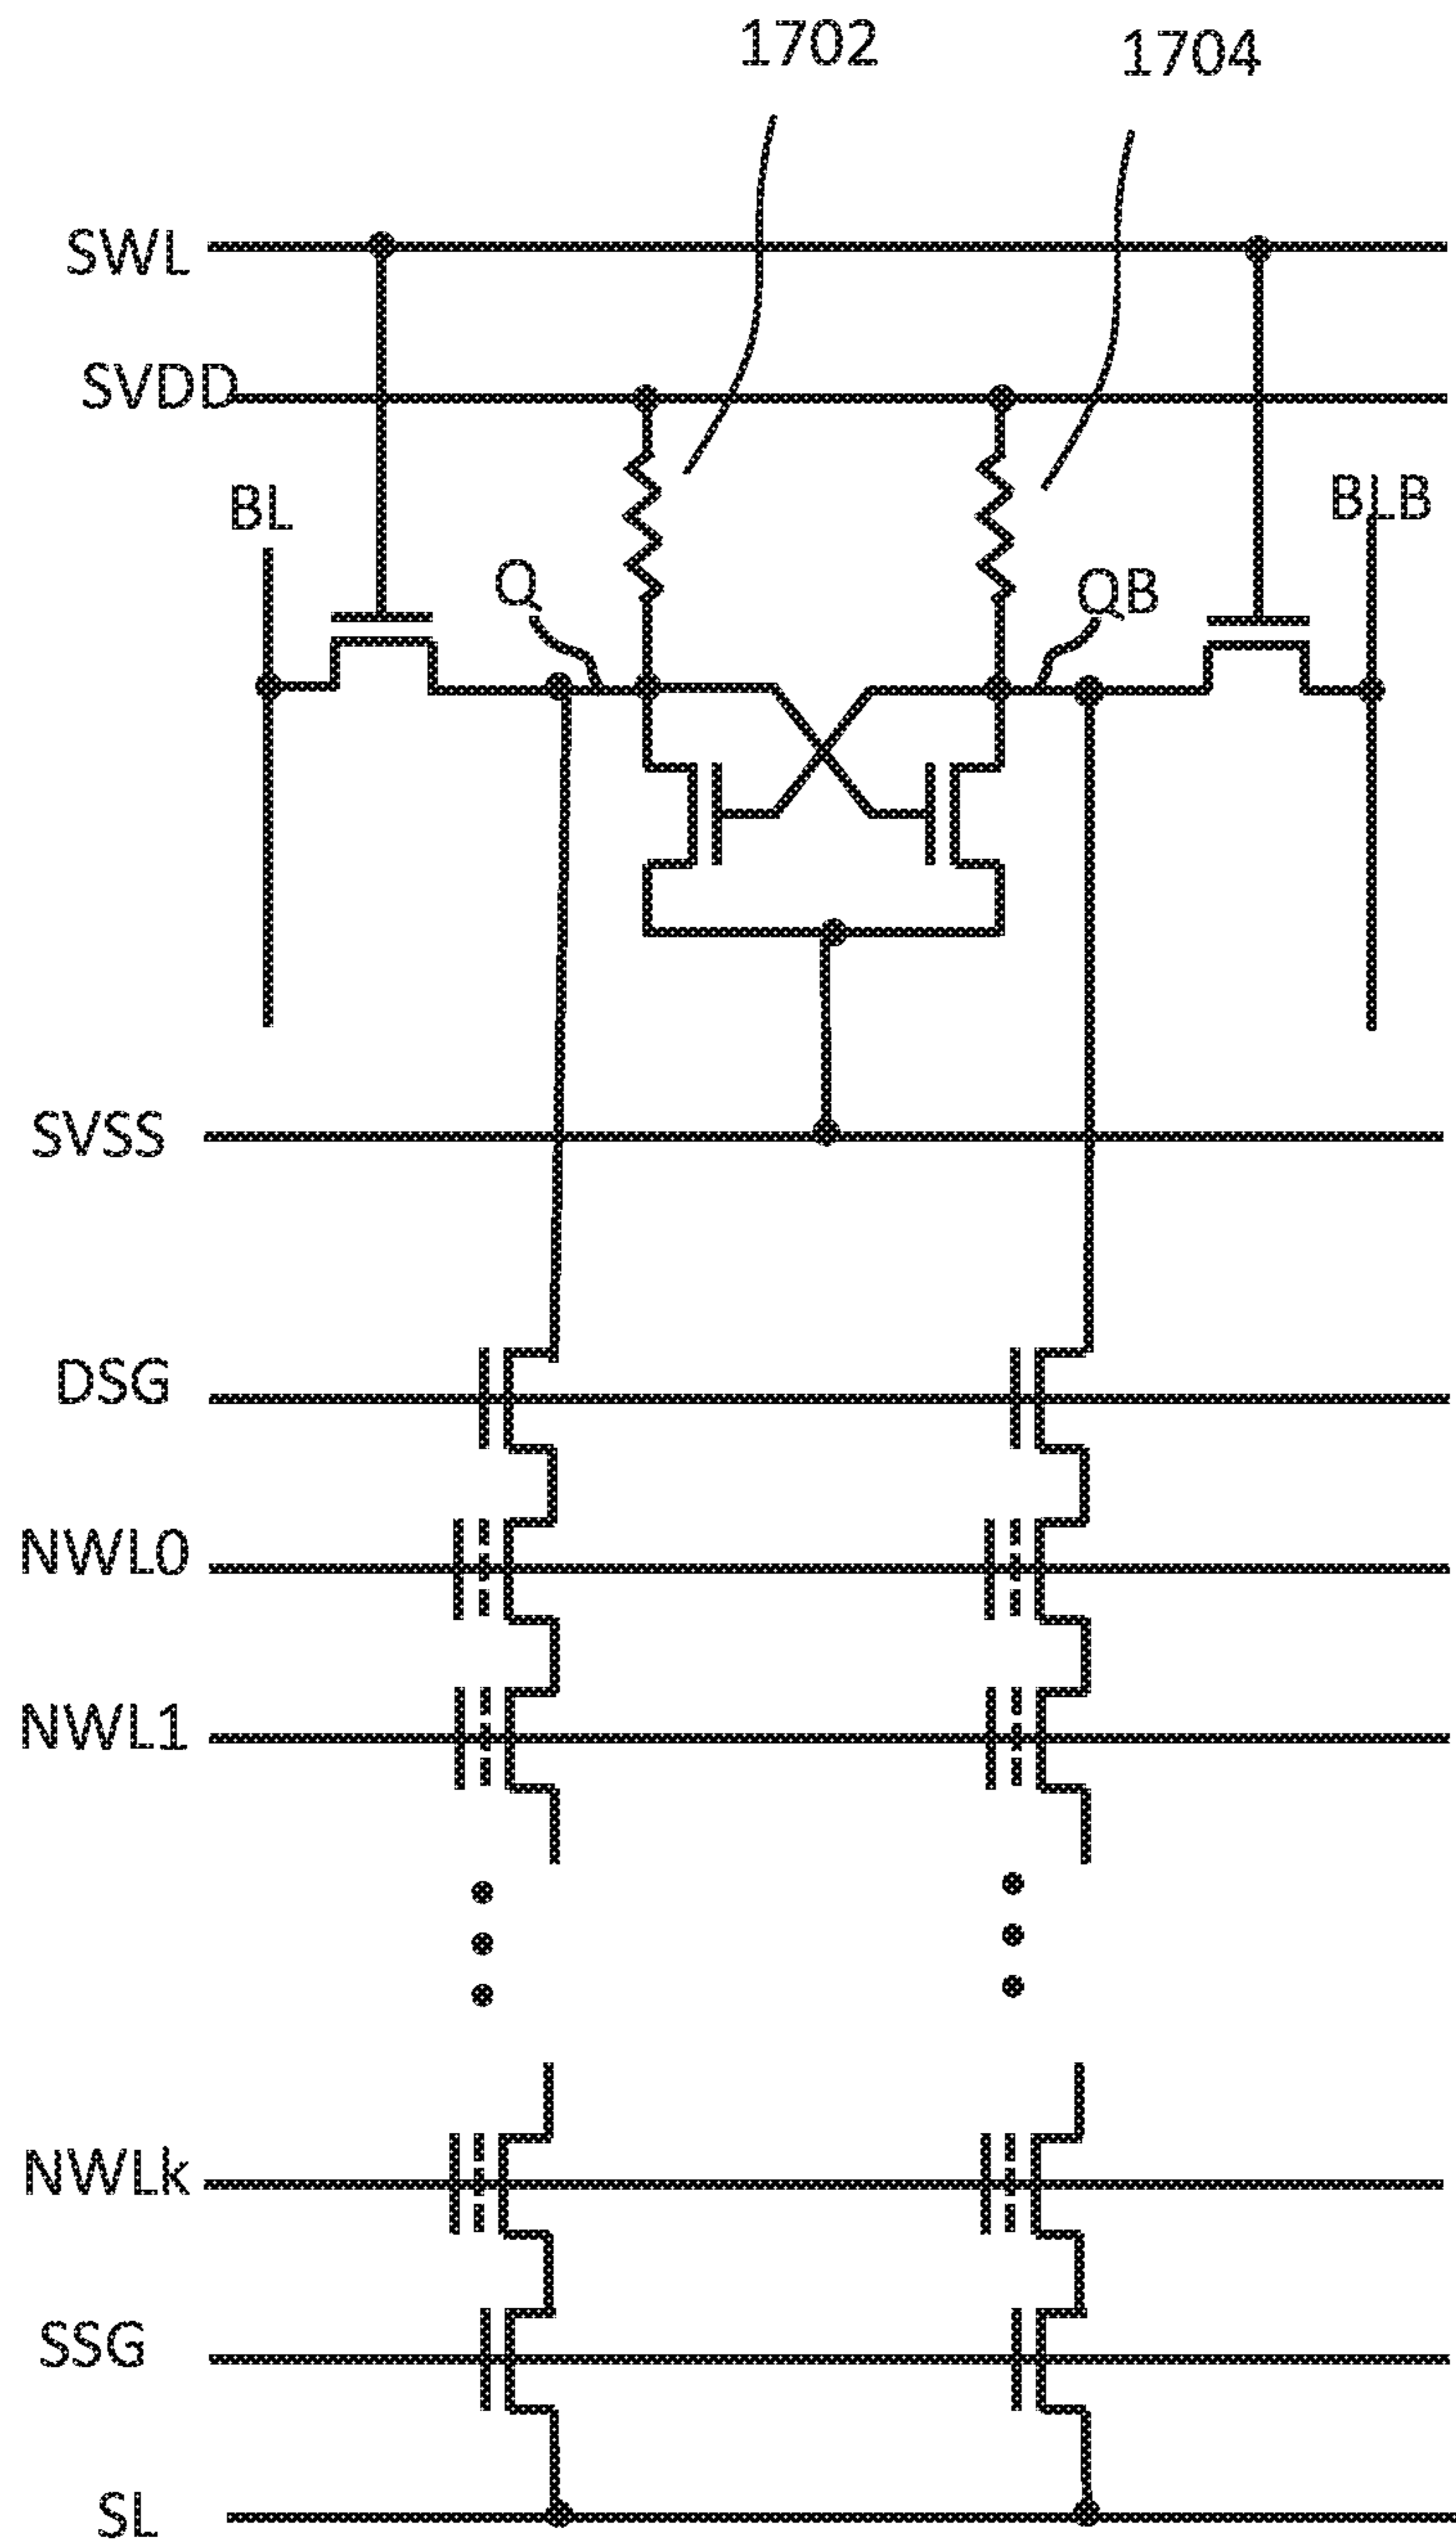 1702
1704
SWL
SVDD
BL
BLB
Q
QB
SVSS
DSG
NWL0
NWL1
NWLk
SSG
SL